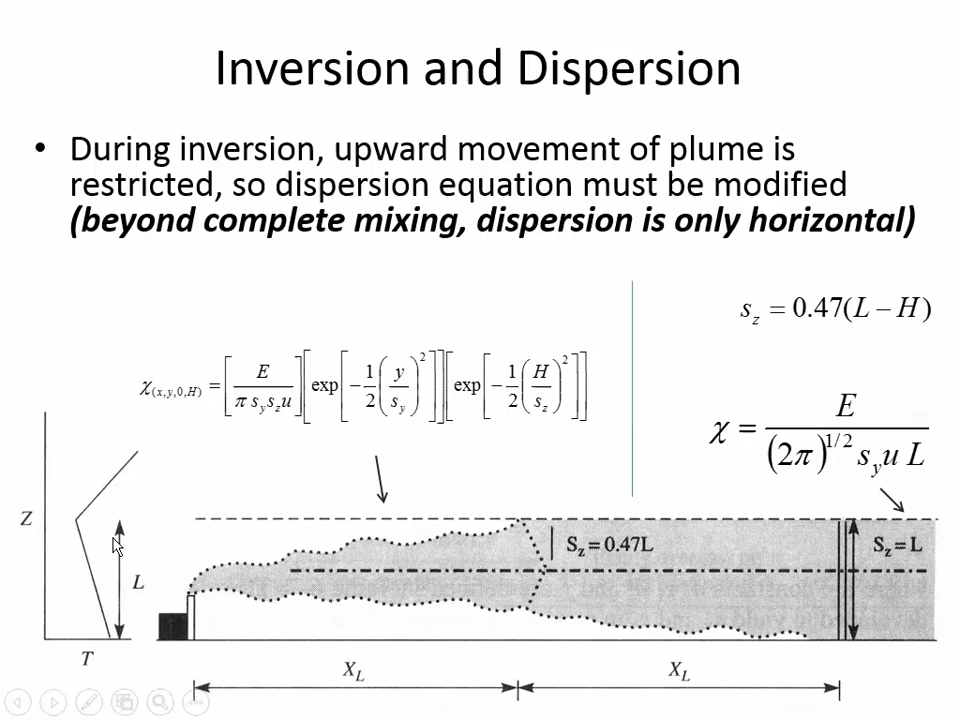 Inversion and Dispersion
• During inversion, upward movement of plume is
restricted, so dispersion equation must be modified
(beyond complete mixing, dispersion is only horizontal)
s_z = 0.47(L − H)
χ_(x,y,0,H) = [E / (π s_y s_z u)] [exp[−1/2 (y/s_y)^2]] [exp[−1/2 (H/s_z)^2]]
χ = E / ((2π)^1/2 s_y u L)
Z
S_z = 0.47L
S_z = L
L
T
X_L
X_L